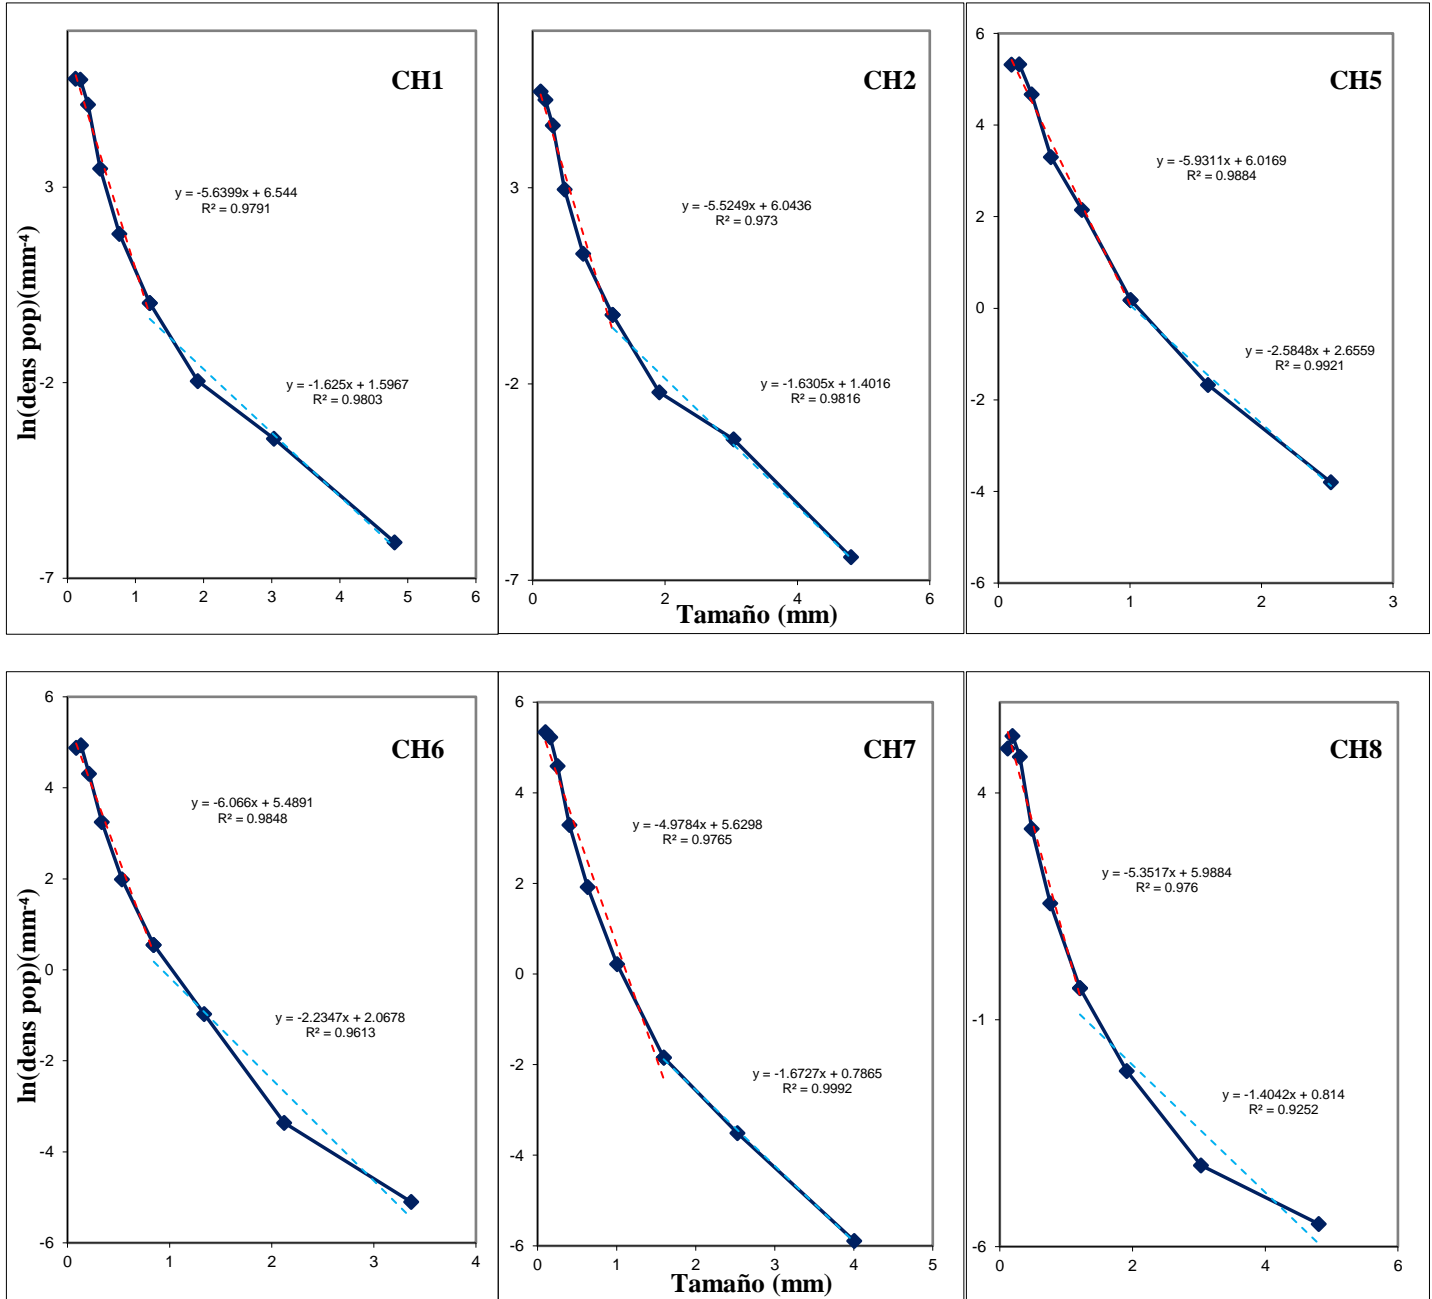 CH1
3
-2
-7
0
1
2
3
4
5
6
ln(dens pop)(mm⁻⁴)
y = -5.6399x + 6.544
R² = 0.9791
y = -1.625x + 1.5967
R² = 0.9803
CH2
3
-2
-7
0
2
4
6
Tamaño (mm)
y = -5.5249x + 6.0436
R² = 0.973
y = -1.6305x + 1.4016
R² = 0.9816
CH5
6
4
2
0
-2
-4
-6
0
1
2
3
y = -5.9311x + 6.0169
R² = 0.9884
y = -2.5848x + 2.6559
R² = 0.9921
CH6
6
4
2
0
-2
-4
-6
0
1
2
3
4
ln(dens pop)(mm⁻⁴)
y = -6.066x + 5.4891
R² = 0.9848
y = -2.2347x + 2.0678
R² = 0.9613
CH7
6
4
2
0
-2
-4
-6
0
1
2
3
4
5
Tamaño (mm)
y = -4.9784x + 5.6298
R² = 0.9765
y = -1.6727x + 0.7865
R² = 0.9992
CH8
4
-1
-6
0
2
4
6
y = -5.3517x + 5.9884
R² = 0.976
y = -1.4042x + 0.814
R² = 0.9252